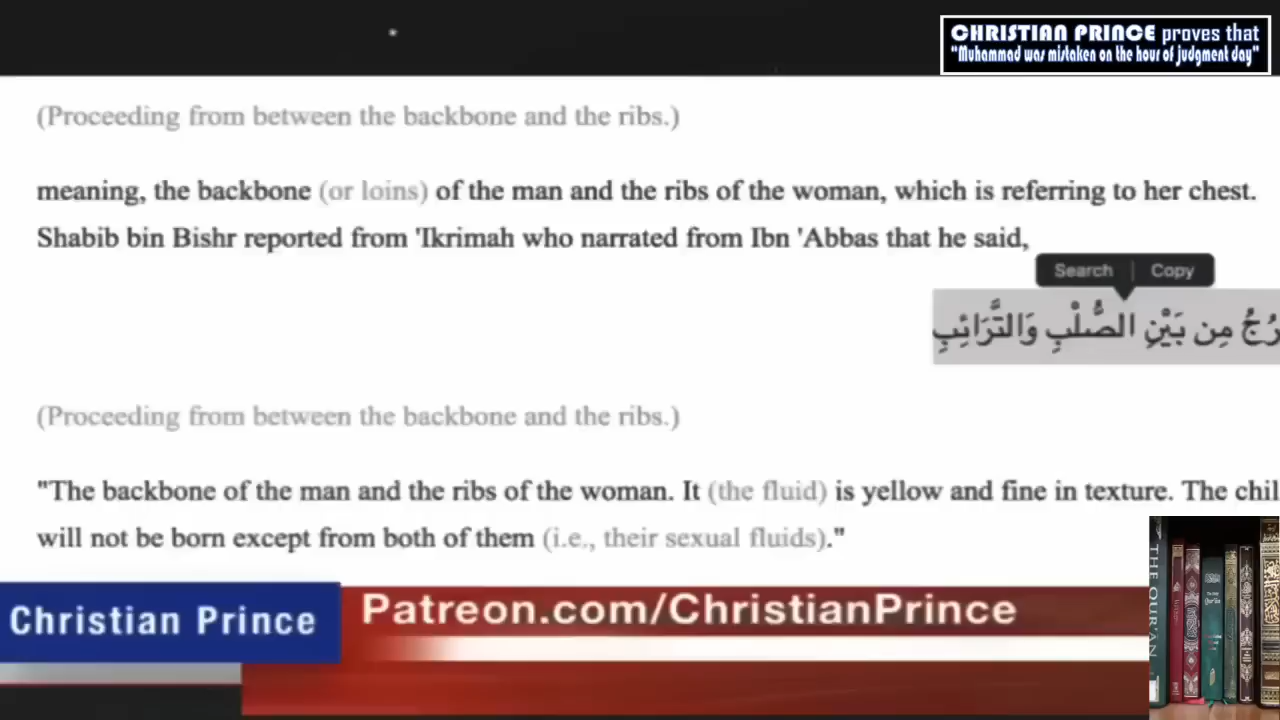 CHRISTIAN PRINCE proves that
"Muhammad was mistaken on the hour of judgment day"
(Proceeding from between the backbone and the ribs.)
meaning, the backbone (or loins) of the man and the ribs of the woman, which is referring to her chest.
Shabib bin Bishr reported from 'Ikrimah who narrated from Ibn 'Abbas that he said,
Search | Copy
مِن بَيْنِ الصُّلْبِ وَالتَّرَائِبِ
(Proceeding from between the backbone and the ribs.)
"The backbone of the man and the ribs of the woman. It (the fluid) is yellow and fine in texture. The chil
will not be born except from both of them (i.e., their sexual fluids)."
Christian Prince
Patreon.com/ChristianPrince
THE QUR'AN